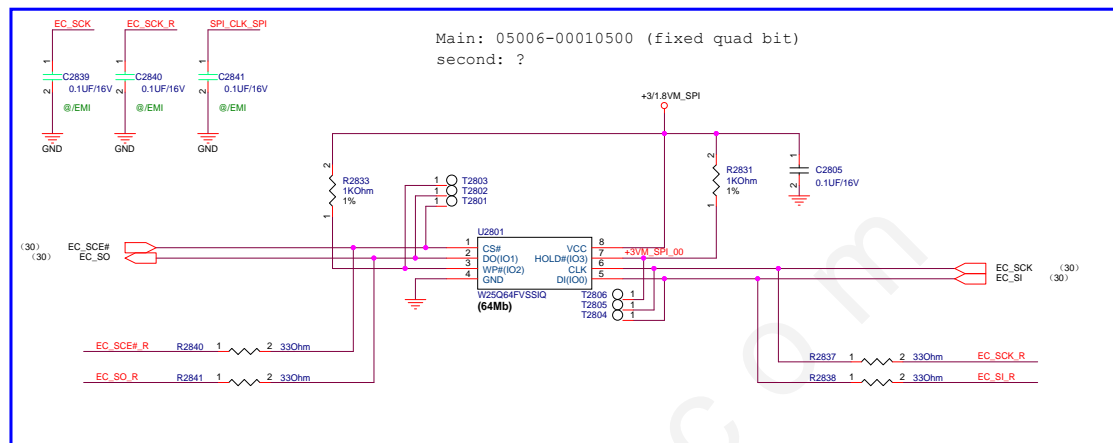 EC_SCK
EC_SCK_R
SPI_CLK_SPI
Main: 05006-00010500 (fixed quad bit)
second: ?
1
C2839
0.1UF/16V
2
@/EMI
GND
1
C2840
0.1UF/16V
2
@/EMI
GND
1
C2841
0.1UF/16V
2
@/EMI
GND
+3/1.8VM_SPI
2
R2833
1KOhm
1%
1
1 T2803
1 T2802
1 T2801
2
R2831
1KOhm
1%
1
1
C2805
0.1UF/16V
2
U2801
1 CS# VCC 8
2 DO(IO1) HOLD#(IO3) 7 +3VM_SPI_00
3 WP#(IO2) CLK 6
4 GND DI(IO0) 5
W25Q64FVSSIQ
(64Mb)
GND
(30) EC_SCE#
(30) EC_SO
EC_SCK (30)
EC_SI (30)
T2806 1
T2805 1
T2804 1
EC_SCE#_R R2840 1 2 33Ohm
EC_SO_R R2841 1 2 33Ohm
R2837 1 2 33Ohm EC_SCK_R
R2838 1 2 33Ohm EC_SI_R
com